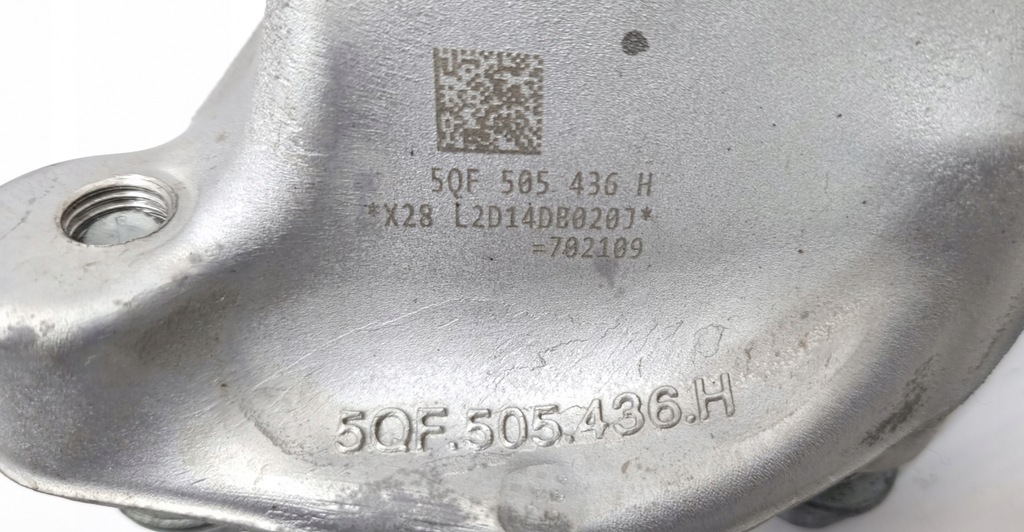 5QF 505 436 H
*X28 L2D14DB020J*
=702109
5QF.505.436.H